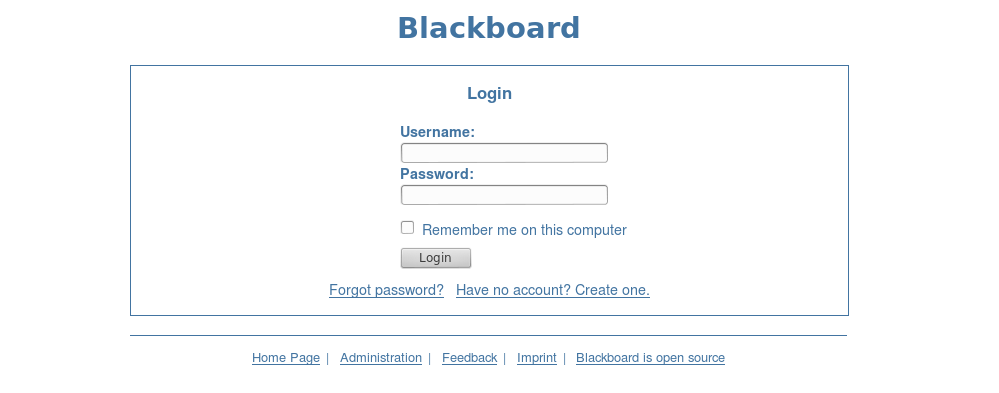 Blackboard
Login
Username:
Password:
Remember me on this computer
Login
Forgot password? Have no account? Create one.
Home Page | Administration | Feedback | Imprint | Blackboard is open source